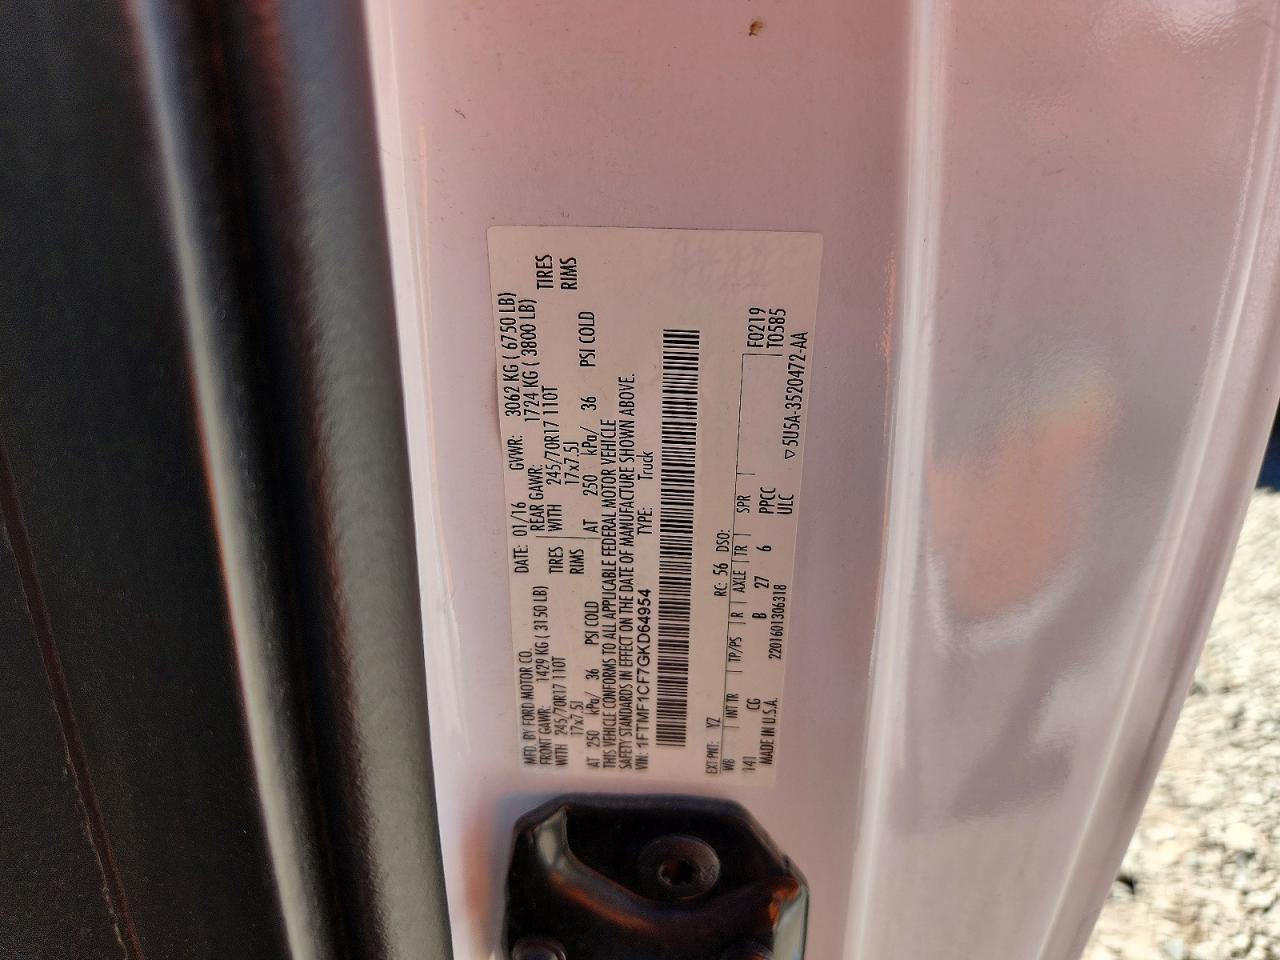 MFD. BY FORD MOTOR CO.
DATE: 01/16 GVWR: 3062 KG ( 6750 LB)
FRONT GAWR: 1429 KG ( 3150 LB) REAR GAWR: 1724 KG ( 3800 LB)
WITH 245/70R17 110T TIRES WITH 245/70R17 110T TIRES
17x7.5J RIMS 17x7.5J RIMS
AT 250 kPa/ 36 PSI COLD AT 250 kPa/ 36 PSI COLD
THIS VEHICLE CONFORMS TO ALL APPLICABLE FEDERAL MOTOR VEHICLE
SAFETY STANDARDS IN EFFECT ON THE DATE OF MANUFACTURE SHOWN ABOVE.
VIN: 1FTMF1CF7GKD64954 TYPE: Truck
EXT PNT: YZ RC: 56 DSO:
WB INT TR TP/PS R AXLE TR SPR F0219
141 CG B 27 6 PPCC T0585
MADE IN U.S.A. 2201601306318 ULC ▽5U5A-3520472-AA